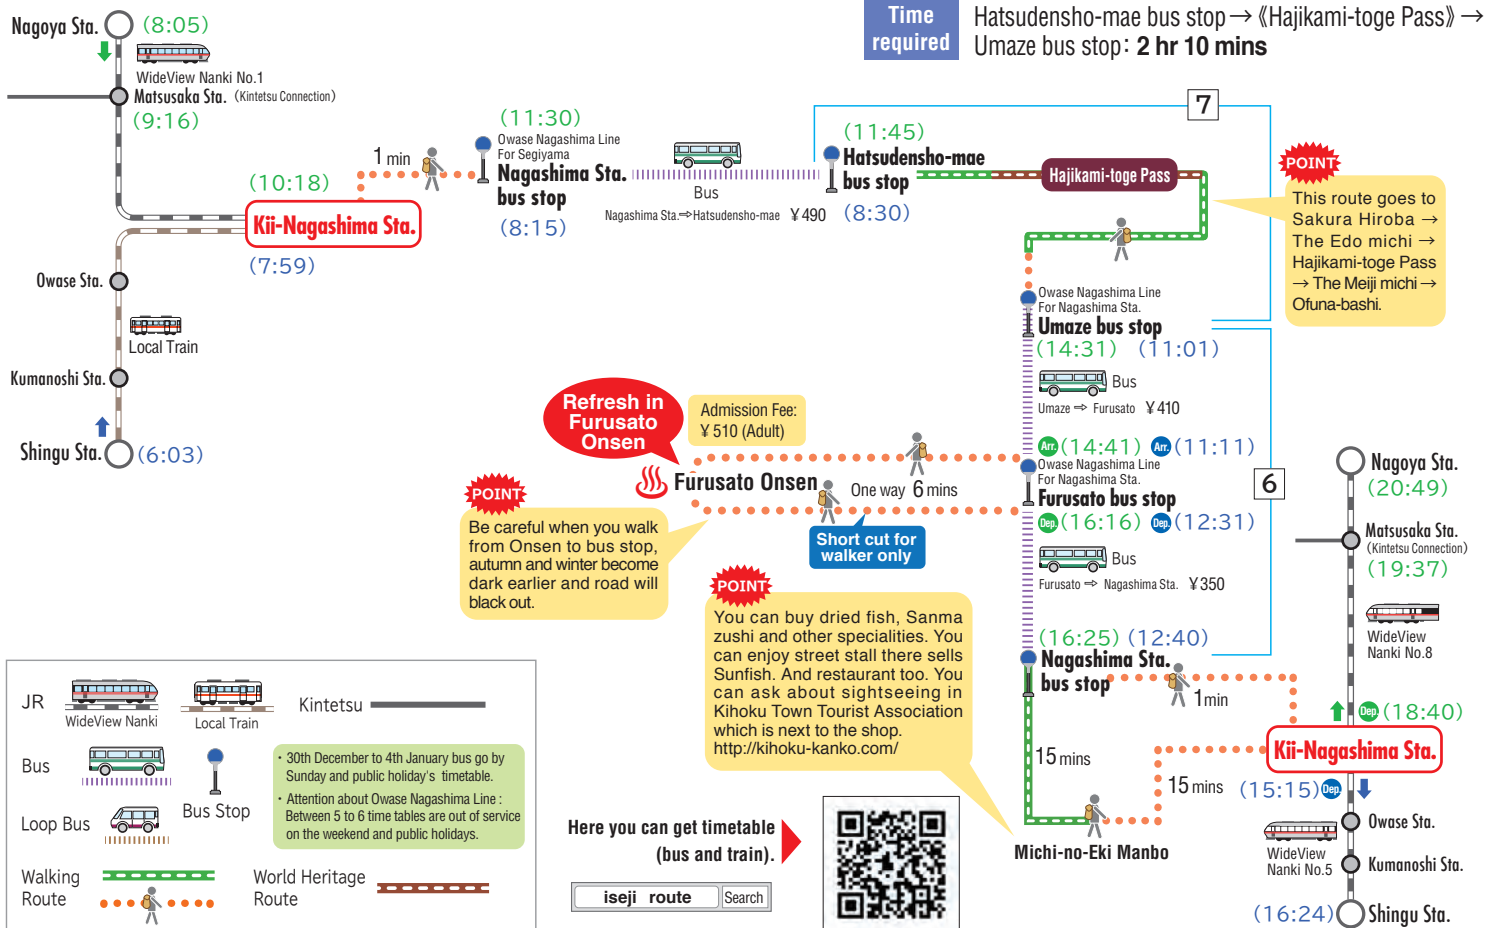 Time
required
Hatsudensho-mae bus stop→《Hajikami-toge Pass》→
Umaze bus stop: 2 hr 10 mins
Nagoya Sta.
(8:05)
WideView Nanki No.1
Matsusaka Sta. (Kintetsu Connection)
(9:16)
(10:18)
Kii-Nagashima Sta.
(7:59)
Owase Sta.
Local Train
Kumanoshi Sta.
Shingu Sta.
(6:03)
1 min
(11:30)
Owase Nagashima Line
For Segiyama
Nagashima Sta.
bus stop
(8:15)
Bus
Nagashima Sta.⇨Hatsudensho-mae ¥490
(11:45)
Hatsudensho-mae
bus stop
(8:30)
7
Hajikami-toge Pass
POINT
This route goes to
Sakura Hiroba →
The Edo michi →
Hajikami-toge Pass
→ The Meiji michi →
Ofuna-bashi.
Owase Nagashima Line
For Nagashima Sta.
Umaze bus stop
(14:31) (11:01)
Bus
Umaze ⇨ Furusato ¥410
Arr. (14:41) Arr. (11:11)
Owase Nagashima Line
For Nagashima Sta.
Furusato bus stop
Dep. (16:16) Dep. (12:31)
Bus
Furusato ⇨ Nagashima Sta. ¥350
6
Refresh in
Furusato
Onsen
Admission Fee:
¥510 (Adult)
Furusato Onsen
One way 6 mins
Short cut for
walker only
POINT
Be careful when you walk
from Onsen to bus stop,
autumn and winter become
dark earlier and road will
black out.
POINT
You can buy dried fish, Sanma
zushi and other specialities. You
can enjoy street stall there sells
Sunfish. And restaurant too. You
can ask about sightseeing in
Kihoku Town Tourist Association
which is next to the shop.
http://kihoku-kanko.com/
(16:25) (12:40)
Nagashima Sta.
bus stop
1min
15 mins
15 mins
Michi-no-Eki Manbo
Nagoya Sta.
(20:49)
Matsusaka Sta.
(Kintetsu Connection)
(19:37)
WideView
Nanki No.8
Dep. (18:40)
Kii-Nagashima Sta.
(15:15) Dep.
Owase Sta.
WideView
Nanki No.5
Kumanoshi Sta.
(16:24)
Shingu Sta.
JR
WideView Nanki
Local Train
Kintetsu
Bus
Bus Stop
Loop Bus
・30th December to 4th January bus go by
Sunday and public holiday's timetable.
・Attention about Owase Nagashima Line :
Between 5 to 6 time tables are out of service
on the weekend and public holidays.
Walking
Route
World Heritage
Route
Here you can get timetable
(bus and train).
iseji route
Search